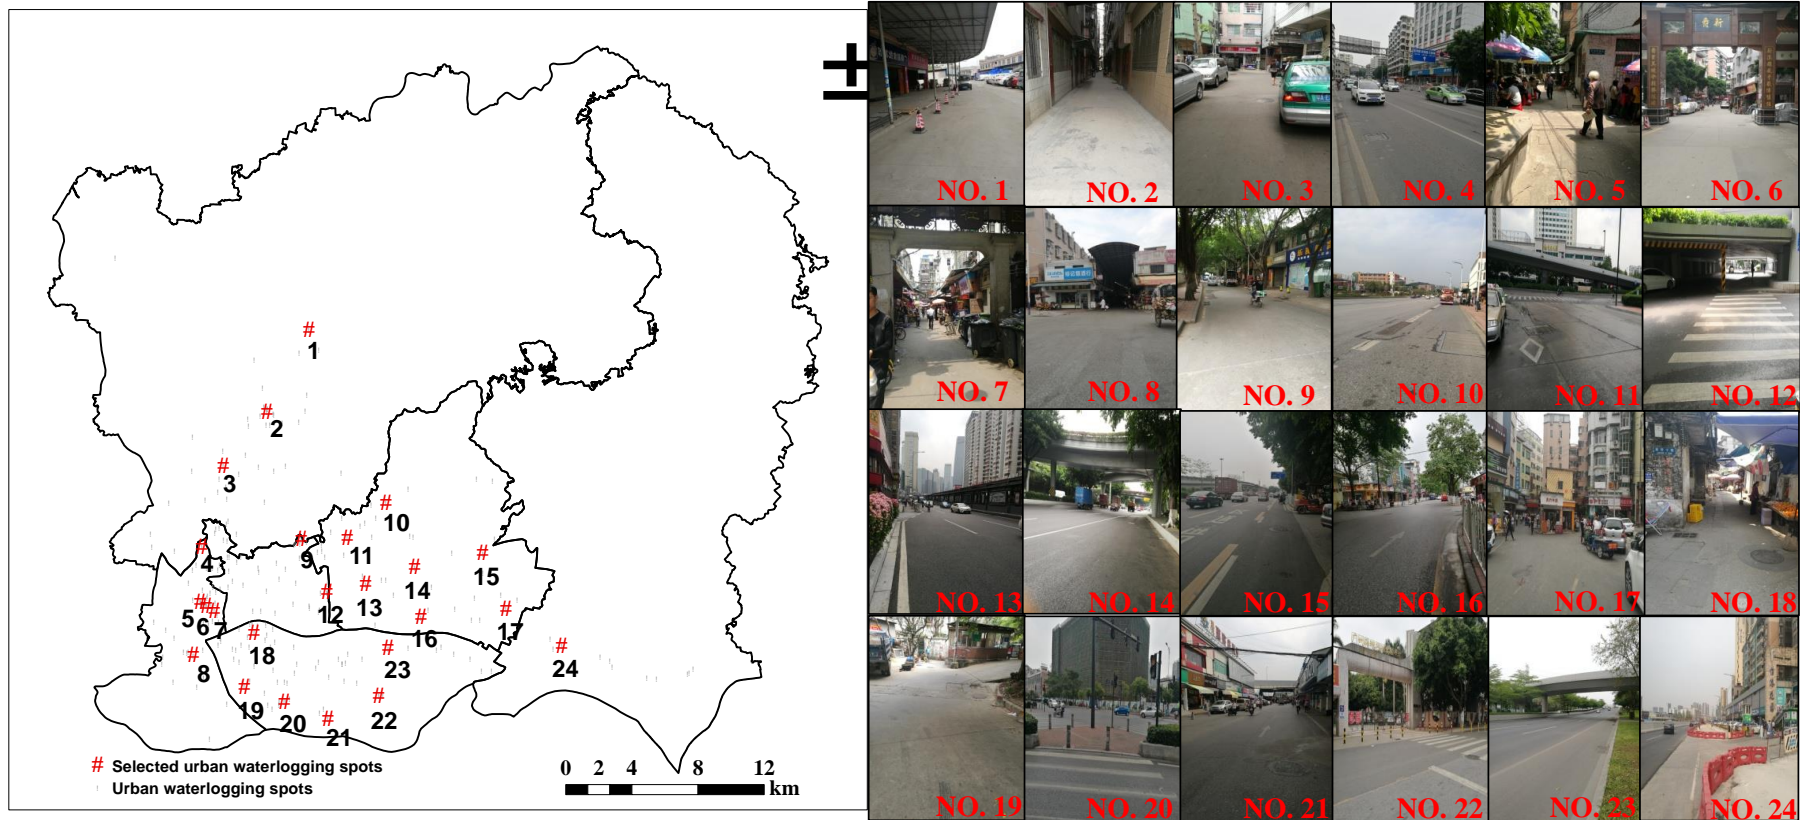 ±
1
2
3
4
5
6
7
8
9
10
11
12
13
14
15
16
17
18
19
20
21
22
23
24
# Selected urban waterlogging spots
Urban waterlogging spots
0 2 4 8 12
km
NO. 1
NO. 2
NO. 3
NO. 4
NO. 5
NO. 6
NO. 7
NO. 8
NO. 9
NO. 10
NO. 11
NO. 12
NO. 13
NO. 14
NO. 15
NO. 16
NO. 17
NO. 18
NO. 19
NO. 20
NO. 21
NO. 22
NO. 23
NO. 24